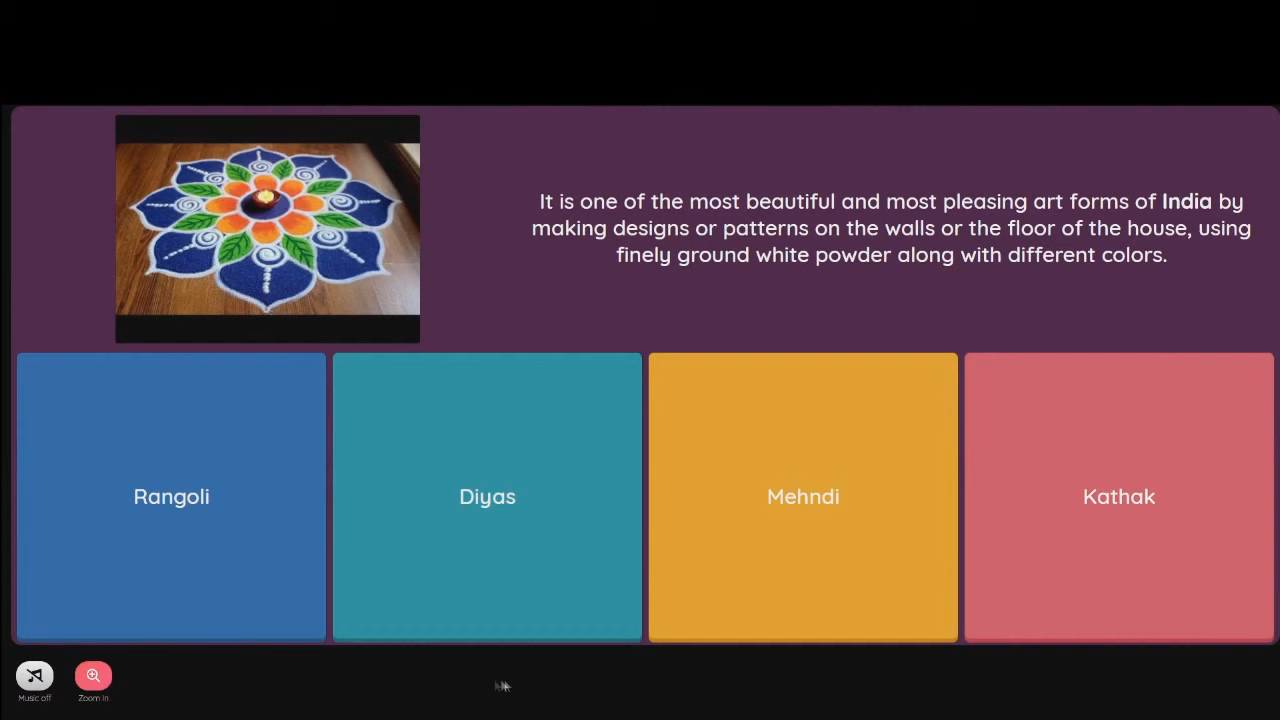 It is one of the most beautiful and most pleasing art forms of India by
making designs or patterns on the walls or the floor of the house, using
finely ground white powder along with different colors.
Rangoli
Diyas
Mehndi
Kathak
Music off
Zoom in